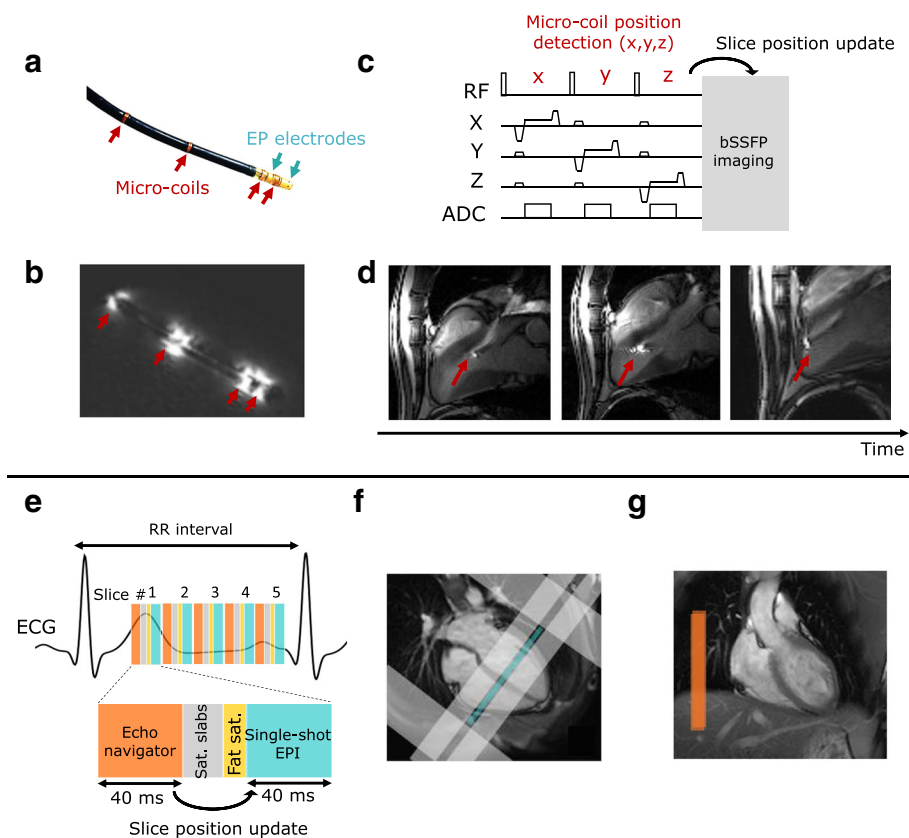 a
EP electrodes
Micro-coils
b
c
Micro-coil position
detection (x,y,z)
Slice position update
x y z
RF
X
Y
Z
ADC
bSSFP
imaging
d
Time
e
RR interval
Slice #1 2 3 4 5
ECG
Echo
navigator
Sat. slabs
Fat sat.
Single-shot
EPI
40 ms
40 ms
Slice position update
f
g